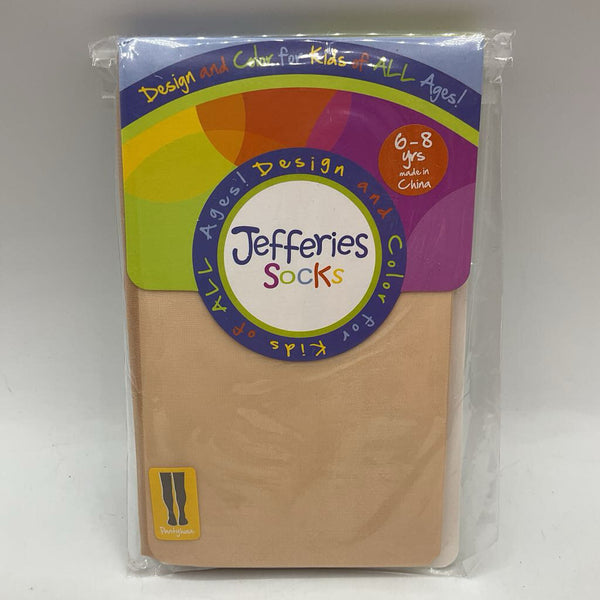 Design and Color for Kids of ALL Ages!
6-8
yrs
made in
China
Design and Color for Kids of ALL Ages!
Jefferies
Socks
Pantyhose